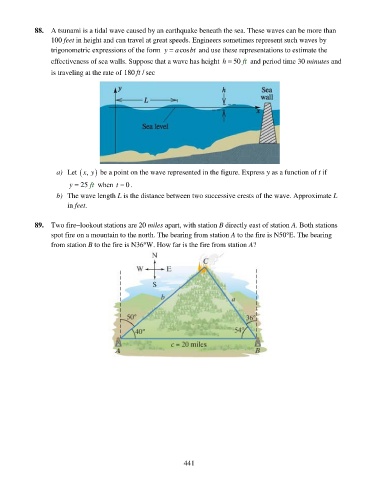 88. A tsunami is a tidal wave caused by an earthquake beneath the sea. These waves can be more than
100 feet in height and can travel at great speeds. Engineers sometimes represent such waves by
trigonometric expressions of the form y = a cos bt and use these representations to estimate the
effectiveness of sea walls. Suppose that a wave has height h = 50 ft and period time 30 minutes and
is traveling at the rate of 180 ft / sec
y
h
Sea
wall
L
x
Sea level
a) Let (x, y) be a point on the wave represented in the figure. Express y as a function of t if
y = 25 ft when t = 0.
b) The wave length L is the distance between two successive crests of the wave. Approximate L
in feet.
89. Two fire-lookout stations are 20 miles apart, with station B directly east of station A. Both stations
spot fire on a mountain to the north. The bearing from station A to the fire is N50°E. The bearing
from station B to the fire is N36°W. How far is the fire from station A?
N
W E
S
C
b
a
50°
36°
40°
54°
c = 20 miles
A
B
441